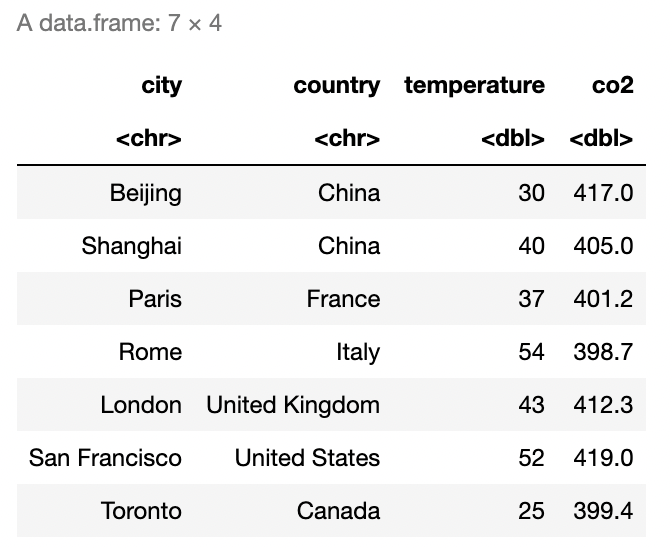 A data.frame: 7 × 4
city country temperature co2
<chr> <chr> <dbl> <dbl>
Beijing China 30 417.0
Shanghai China 40 405.0
Paris France 37 401.2
Rome Italy 54 398.7
London United Kingdom 43 412.3
San Francisco United States 52 419.0
Toronto Canada 25 399.4